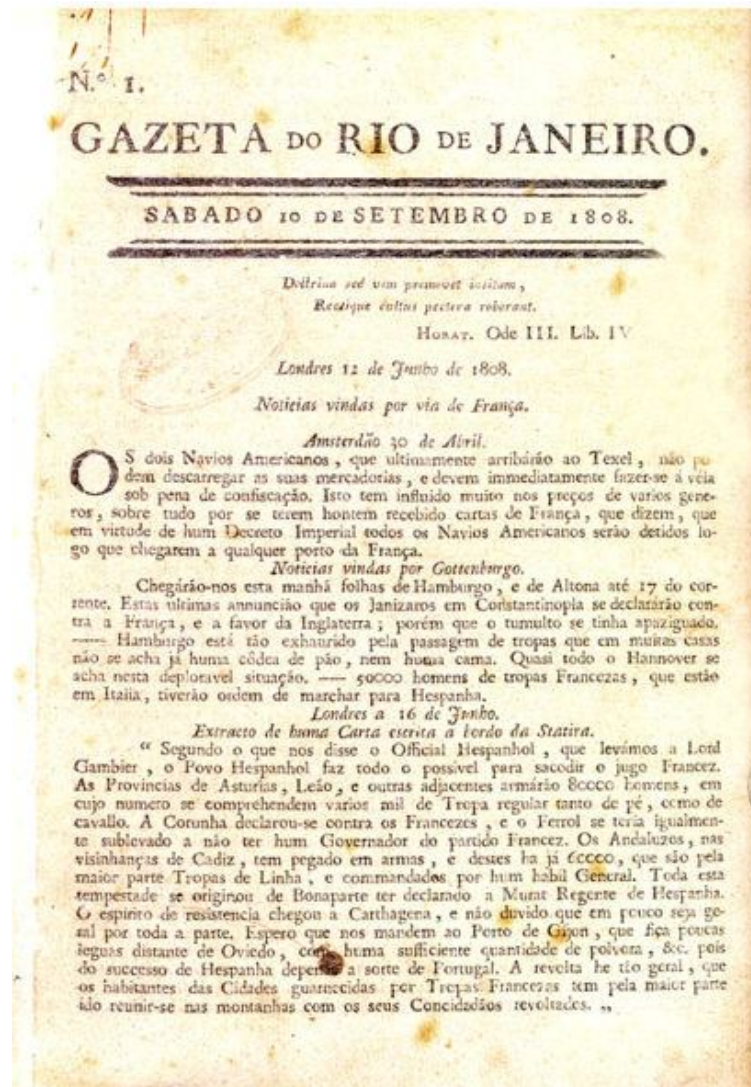 N.º 1.
GAZETA DO RIO DE JANEIRO.
SABADO 10 DE SETEMBRO DE 1808.
Doctrina sed vim promovet insitam,
Rectique cultus pectora roborant.
HORAT. Ode III. Lib. IV
Londres 12 de Junho de 1808.
Noticias vindas por via de França.
Amsterdão 30 de Abril.
OS dois Navios Americanos, que ultimamente arribárão ao Texel, não po
dem descarregar as suas mercadorias, e devem immediatamente fazer-se á véla
sob pena de confiscação. Isto tem influido muito nos preços de varios gene-
ros, sobre tudo por se terem hontem recebido cartas de França, que dizem, que
em virtude de hum Decreto Imperial todos os Navios Americanos serão detidos lo-
go que chegarem a qualquer porto da França.
Noticias vindas por Gottenburgo.
Chegárão-nos esta manhã folhas de Hamburgo, e de Altona até 17 do cor-
rente. Estas ultimas annuncião que os Janizaros em Constantinopla se declarárão con-
tra a França, e a favor da Inglaterra; porém que o tumulto se tinha apaziguado.
—— Hamburgo está tão exhaurido pela passagem de tropas que em muitas casas
não se acha já huma côdea de pão, nem huma cama. Quasi todo o Hannover se
acha nesta deploravel situação. —— 50000 homens de tropas Francezas, que estão
em Italia, tiverão ordem de marchar para Hespanha.
Londres a 16 de Junho.
Extracto de huma Carta escrita a bordo da Statira.
" Segundo o que nos disse o Official Hespanhol, que levámos a Lord
Gambier, o Povo Hespanhol faz todo o possivel para sacodir o jugo Francez.
As Provincias de Asturias, Leão, e outras adjacentes armárão 80000 homens, em
cujo numero se comprehendem varios mil de Tropa regular tanto de pé, como de
cavallo. A Corunha declarou-se contra os Francezes, e o Ferrol se teria igualmen-
te sublevado a não ter hum Governador do partido Francez. Os Andaluzos, nas
visinhanças de Cadiz, tem pegado em armas, e destes ha já 60000, que são pela
maior parte Tropas de Linha, e commandados por hum habil General. Toda esta
tempestade se originou de Bonaparte ter declarado a Murat Regente de Hespanha.
O espirito de resistencia chegou a Carthagena, e não duvido que em pouco seja ge-
ral por toda a parte. Espero que nos mandem ao Porto de Gijon, que fica poucas
leguas distante de Oviedo, com huma sufficiente quantidade de polvora, &c. pois
do successo de Hespanha depende a sorte de Portugal. A revolta he tão geral, que
os habitantes das Cidades guarnecidas por Tropas Francezas tem pela maior parte
ido reunir-se nas montanhas com os seus Concidadãos revoltados. „